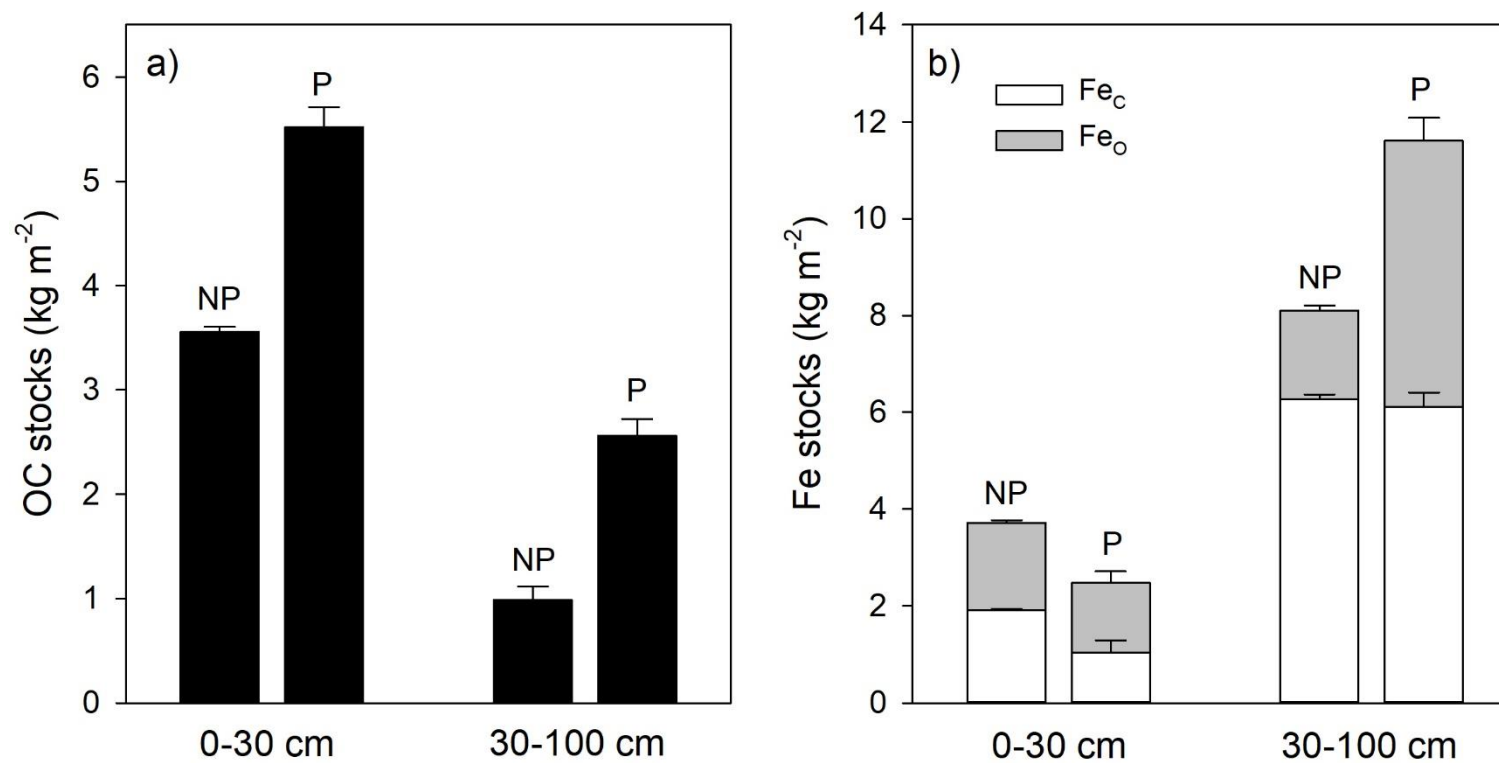 a)
OC stocks (kg m-2)
6
5
4
3
2
1
0
NP
P
NP
P
0-30 cm
30-100 cm
b)
Fe stocks (kg m-2)
14
12
10
8
6
4
2
0
FeC
FeO
NP
P
NP
P
0-30 cm
30-100 cm